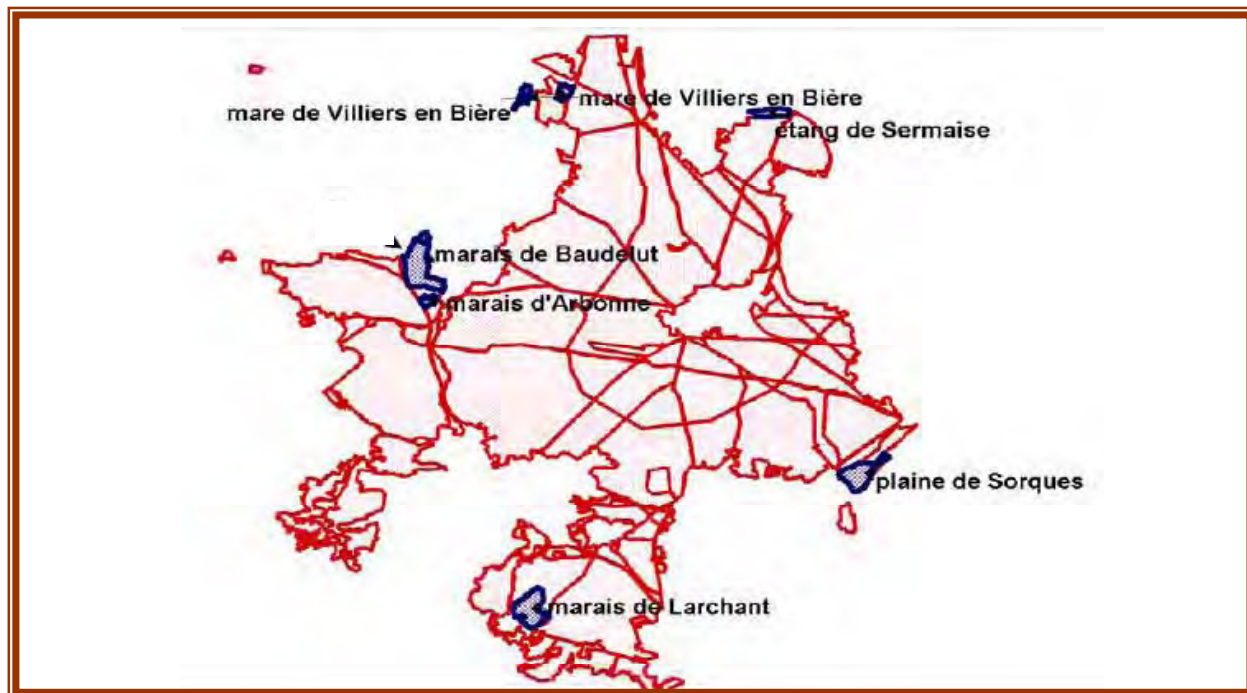 mare de Villiers en Bière
mare de Villiers en Bière
étang de Sermaise
marais de Baudelut
marais d'Arbonne
plaine de Sorques
marais de Larchant